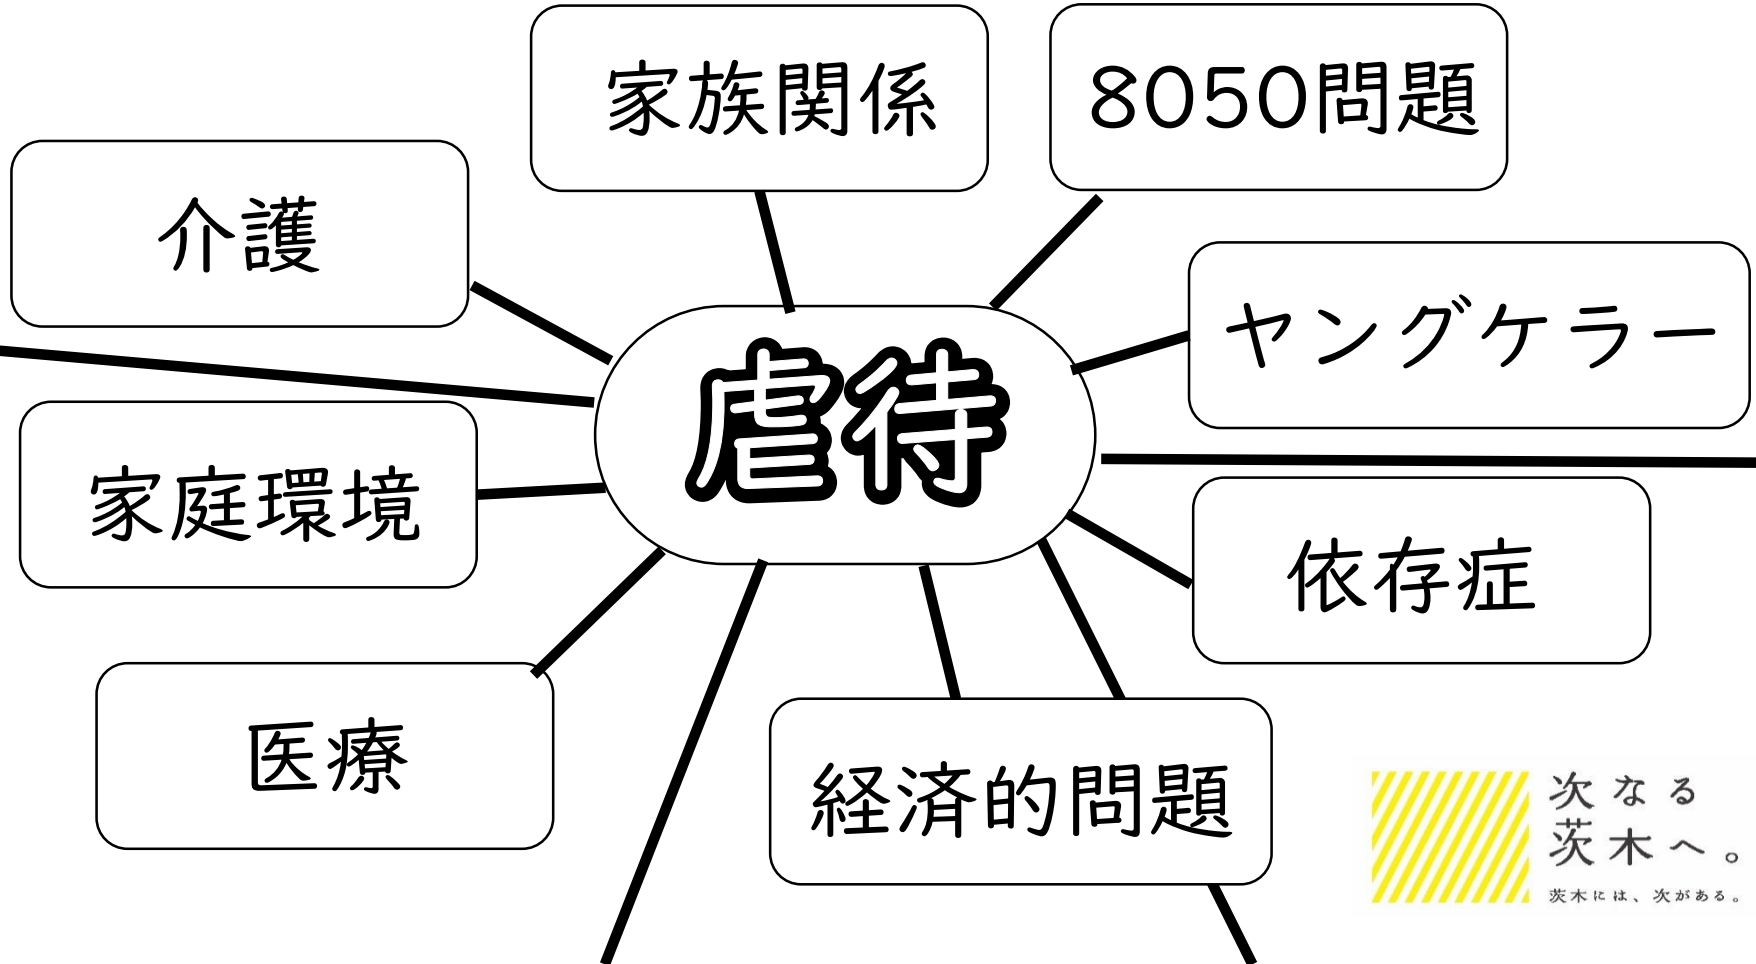 家族関係
8050問題
介護
ヤングケラー
虐待
家庭環境
依存症
医療
経済的問題
次なる
茨木へ。
茨木には、次がある。